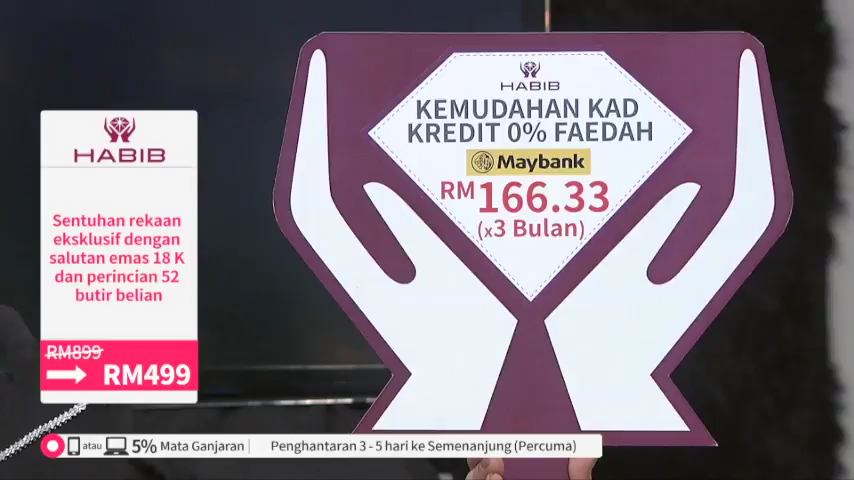 HABIB
KEMUDAHAN KAD
KREDIT 0% FAEDAH
Maybank
RM166.33
(x3 Bulan)
HABIB
Sentuhan rekaan
eksklusif dengan
salutan emas 18 K
dan perincian 52
butir belian
RM899
RM499
atau 5% Mata Ganjaran | Penghantaran 3 - 5 hari ke Semenanjung (Percuma)